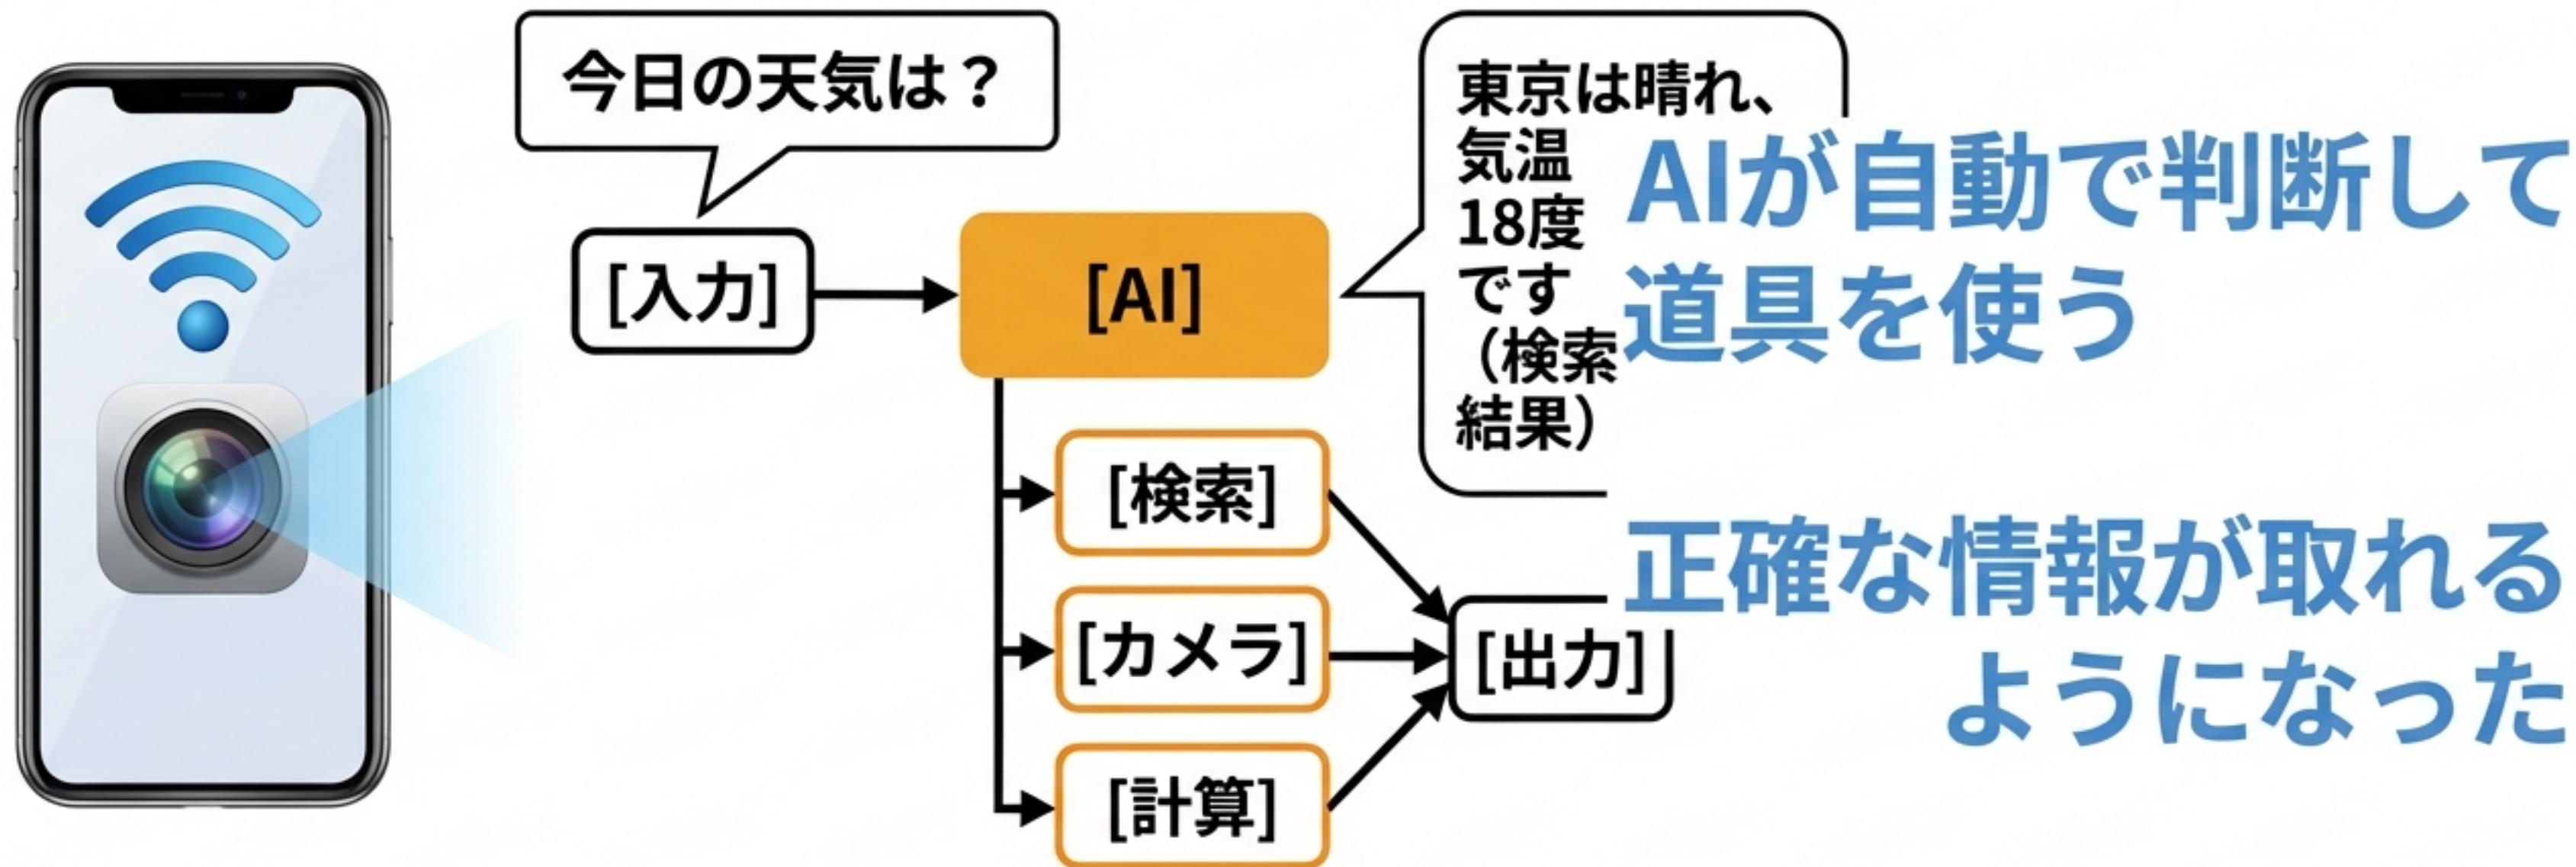 今日の天気は？
[入力]
[AI]
東京は晴れ、
気温
18度
です
（検索
結果）
AIが自動で判断して
道具を使う
[検索]
[カメラ]
[計算]
[出力]
正確な情報が取れる
ようになった